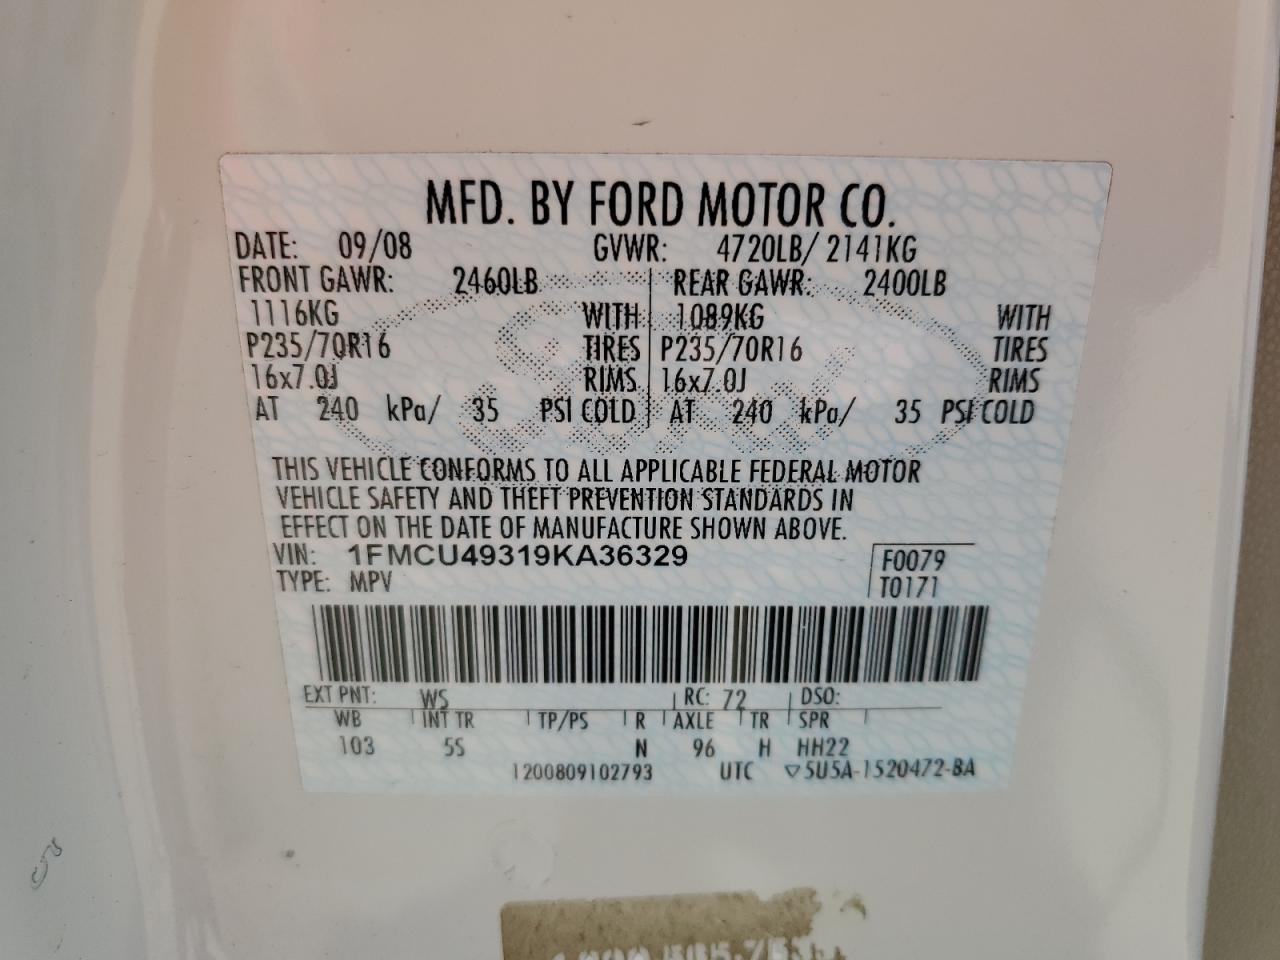 MFD. BY FORD MOTOR CO.
DATE: 09/08 GVWR: 4720LB/ 2141KG
FRONT GAWR: 2460LB REAR GAWR: 2400LB
1116KG WITH 1089KG WITH
P235/70R16 TIRES P235/70R16 TIRES
16x7.0J RIMS 16x7.0J RIMS
AT 240 kPa/ 35 PSI COLD AT 240 kPa/ 35 PSI COLD
THIS VEHICLE CONFORMS TO ALL APPLICABLE FEDERAL MOTOR
VEHICLE SAFETY AND THEFT PREVENTION STANDARDS IN
EFFECT ON THE DATE OF MANUFACTURE SHOWN ABOVE.
VIN: 1FMCU49319KA36329 F0079
TYPE: MPV T0171
EXT PNT: WS RC: 72 DSO:
WB INT TR TP/PS R AXLE TR SPR
103 5S N 96 H HH22
1200809102793 UTC ▽5U5A-1520472-BA